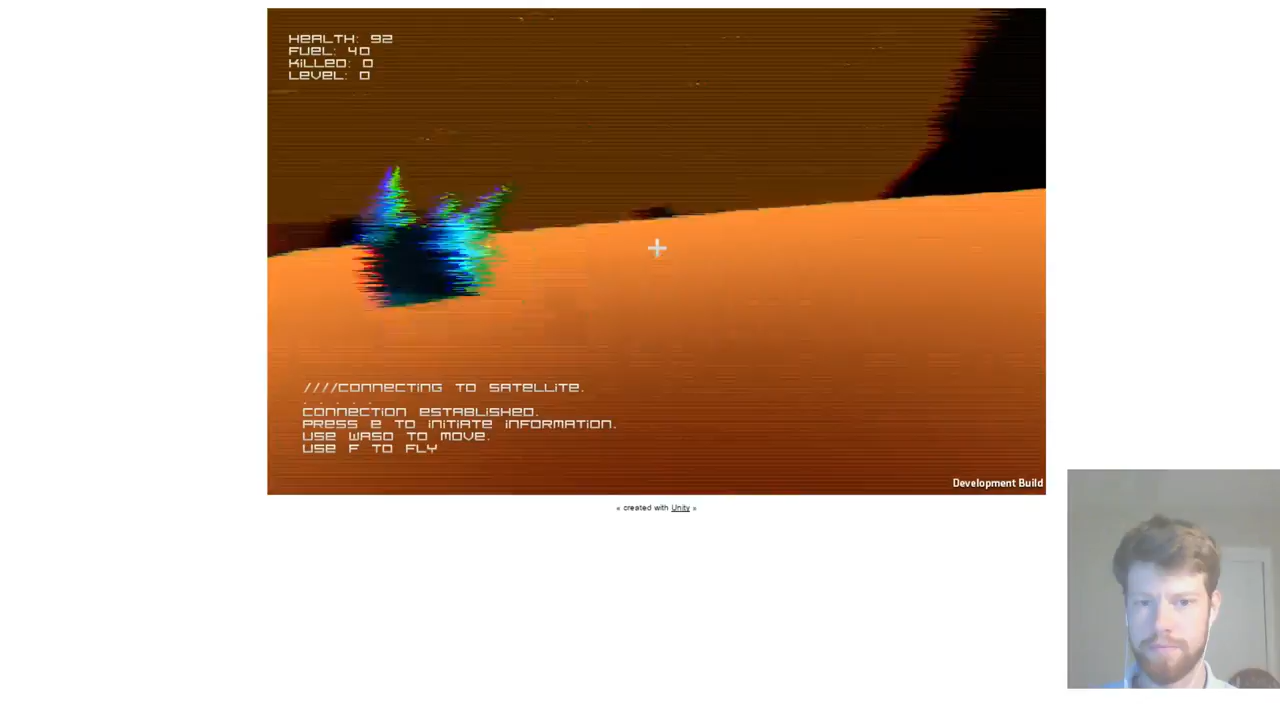 HEALTH: 92
FUEL: 40
KILLED: 0
LEVEL: 0
////CONNECTING TO SATELLITE.
. . . . .
CONNECTION ESTABLISHED.
PRESS E TO INITIATE INFORMATION.
USE WASD TO MOVE.
USE F TO FLY
Development Build
« created with Unity »